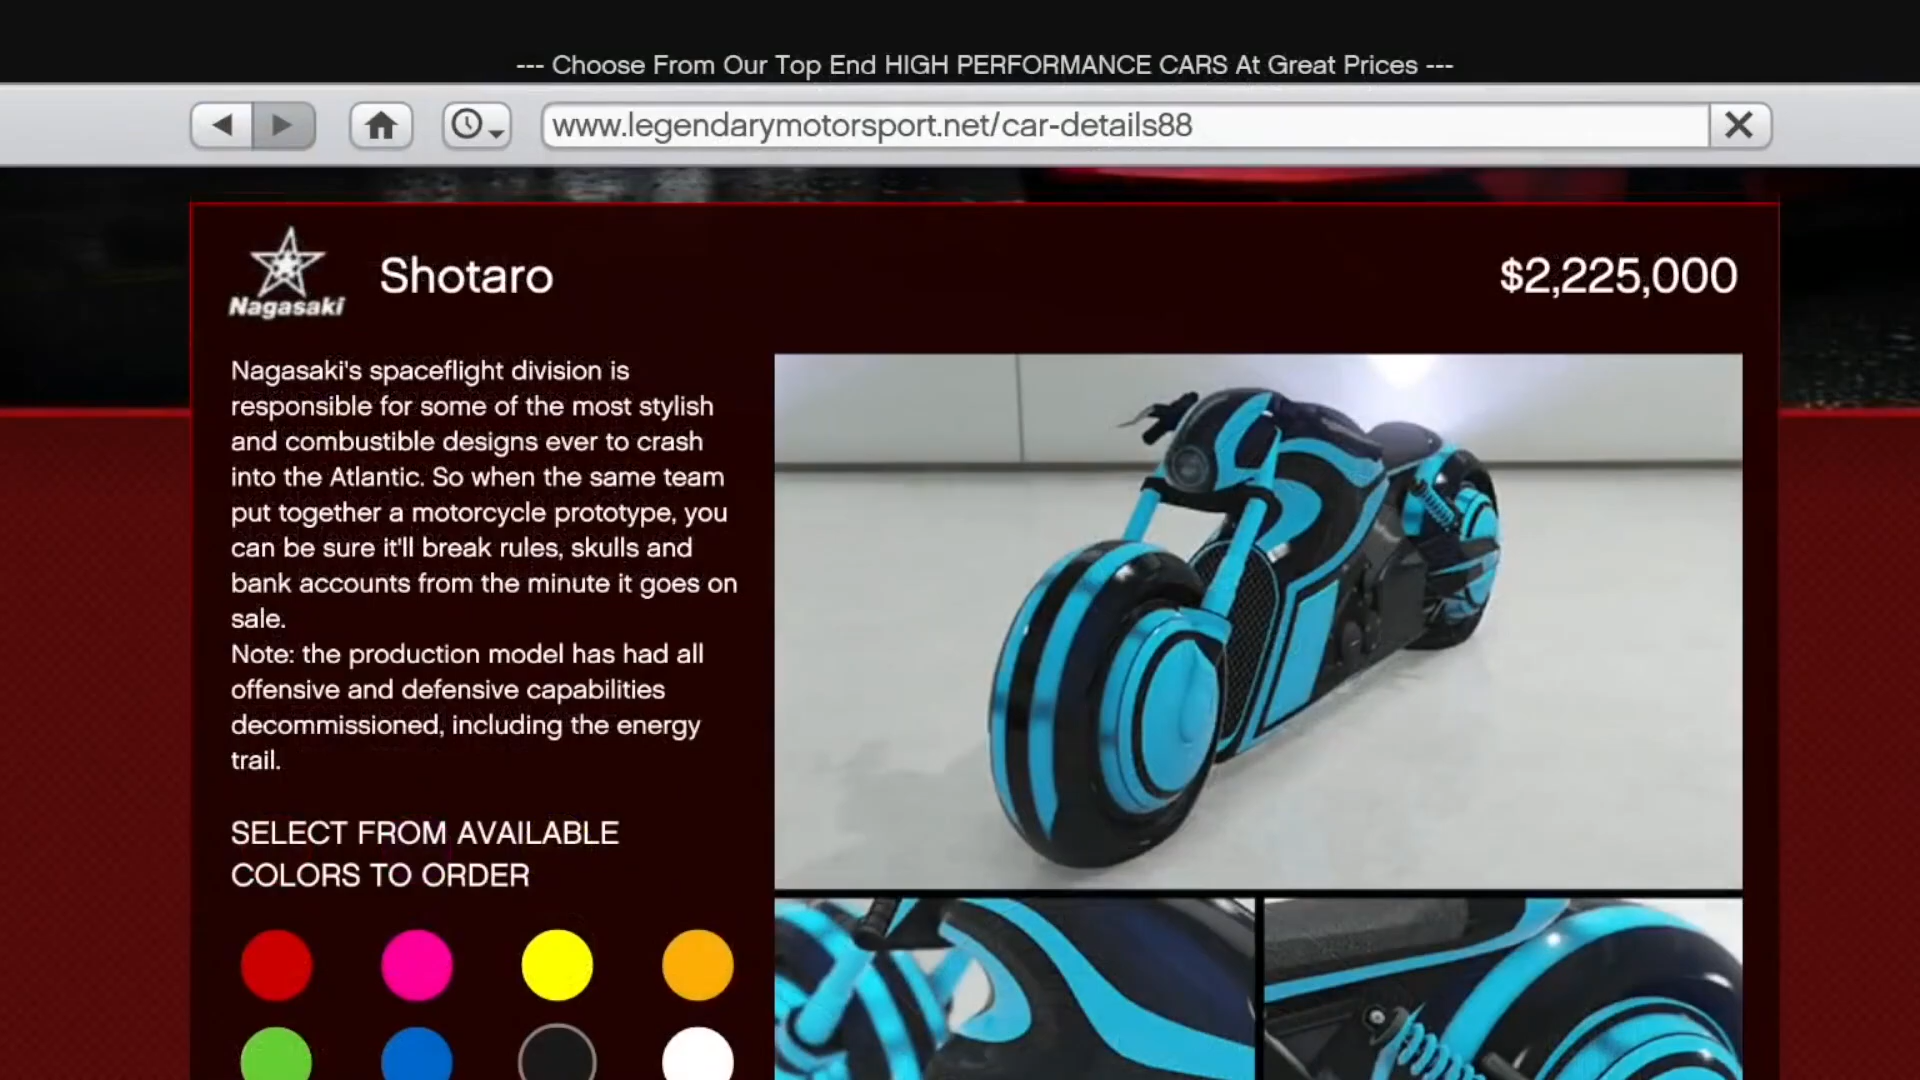 --- Choose From Our Top End HIGH PERFORMANCE CARS At Great Prices ---
www.legendarymotorsport.net/car-details88
Nagasaki
Shotaro
$2,225,000
Nagasaki's spaceflight division is
responsible for some of the most stylish
and combustible designs ever to crash
into the Atlantic. So when the same team
put together a motorcycle prototype, you
can be sure it'll break rules, skulls and
bank accounts from the minute it goes on
sale.
Note: the production model has had all
offensive and defensive capabilities
decommissioned, including the energy
trail.
SELECT FROM AVAILABLE
COLORS TO ORDER